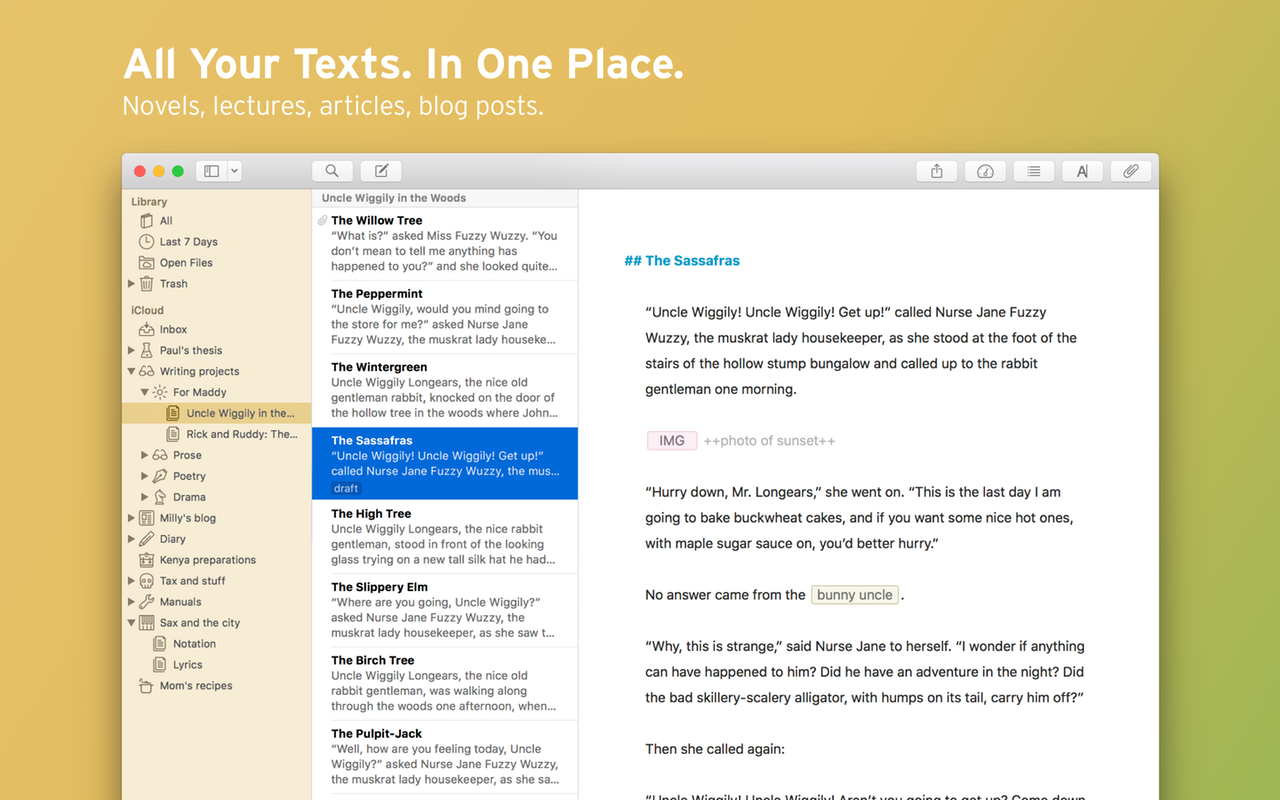 All Your Texts. In One Place.
Novels, lectures, articles, blog posts.
Library
All
Last 7 Days
Open Files
Trash
iCloud
Inbox
Paul's thesis
Writing projects
For Maddy
Uncle Wiggily in the...
Rick and Ruddy: The...
Prose
Poetry
Drama
Milly's blog
Diary
Kenya preparations
Tax and stuff
Manuals
Sax and the city
Notation
Lyrics
Mom's recipes
Uncle Wiggily in the Woods
The Willow Tree
“What is?” asked Miss Fuzzy Wuzzy. “You
don’t mean to tell me anything has
happened to you?” and she looked quite...
The Peppermint
“Uncle Wiggily, would you mind going to
the store for me?” asked Nurse Jane
Fuzzy Wuzzy, the muskrat lady houseke...
The Wintergreen
Uncle Wiggily Longears, the nice old
gentleman rabbit, knocked on the door of
the hollow tree in the woods where John...
The Sassafras
“Uncle Wiggily! Uncle Wiggily! Get up!”
called Nurse Jane Fuzzy Wuzzy, the mus...
draft
The High Tree
Uncle Wiggily Longears, the nice rabbit
gentleman, stood in front of the looking
glass trying on a new tall silk hat he had...
The Slippery Elm
“Where are you going, Uncle Wiggily?”
asked Nurse Jane Fuzzy Wuzzy, the
muskrat lady housekeeper, as she saw t...
The Birch Tree
Uncle Wiggily Longears, the nice old
rabbit gentleman, was walking along
through the woods one afternoon, when...
The Pulpit-Jack
“Well, how are you feeling today, Uncle
Wiggily?” asked Nurse Jane Fuzzy Wuzzy,
the muskrat lady housekeeper, as she sa...
## The Sassafras
“Uncle Wiggily! Uncle Wiggily! Get up!” called Nurse Jane Fuzzy
Wuzzy, the muskrat lady housekeeper, as she stood at the foot of the
stairs of the hollow stump bungalow and called up to the rabbit
gentleman one morning.
IMG ++photo of sunset++
“Hurry down, Mr. Longears,” she went on. “This is the last day I am
going to bake buckwheat cakes, and if you want some nice hot ones,
with maple sugar sauce on, you’d better hurry.”
No answer came from the bunny uncle.
“Why, this is strange,” said Nurse Jane to herself. “I wonder if anything
can have happened to him? Did he have an adventure in the night? Did
the bad skillery-scalery alligator, with humps on its tail, carry him off?”
Then she called again:
“Uncle Wiggily! Uncle Wiggily! Aren’t you going to get up? Come down